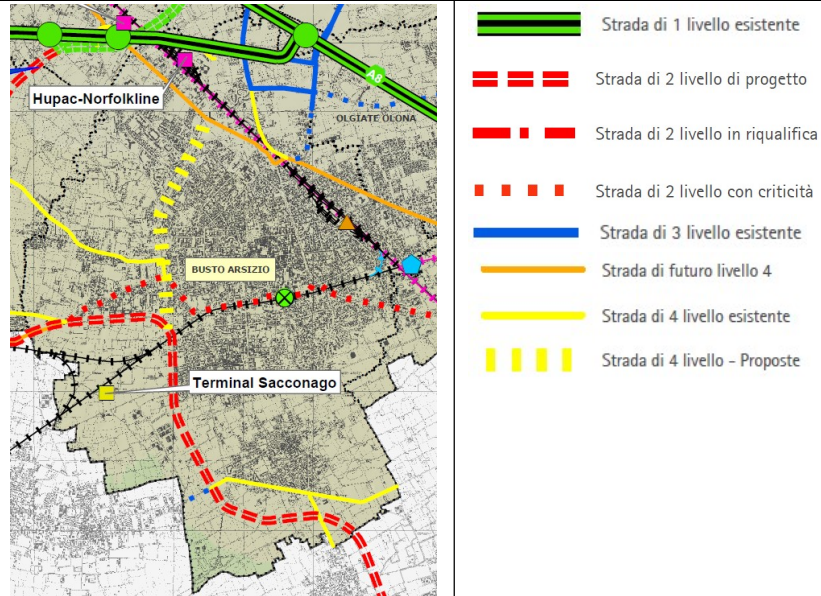 A8
Hupac-Norfolkline
OLGIATE OLONA
BUSTO ARSIZIO
Terminal Sacconago
Strada di 1 livello esistente
Strada di 2 livello di progetto
Strada di 2 livello in riqualifica
Strada di 2 livello con criticità
Strada di 3 livello esistente
Strada di futuro livello 4
Strada di 4 livello esistente
Strada di 4 livello - Proposte